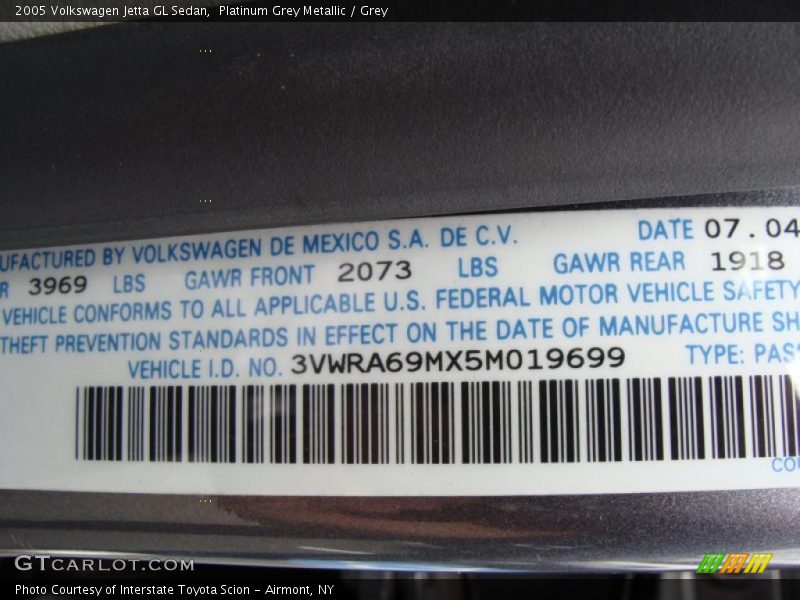 2005 Volkswagen Jetta GL Sedan, Platinum Grey Metallic / Grey
UFACTURED BY VOLKSWAGEN DE MEXICO S.A. DE C.V. DATE 07.04
R 3969 LBS GAWR FRONT 2073 LBS GAWR REAR 1918
VEHICLE CONFORMS TO ALL APPLICABLE U.S. FEDERAL MOTOR VEHICLE SAFETY
THEFT PREVENTION STANDARDS IN EFFECT ON THE DATE OF MANUFACTURE SH
VEHICLE I.D. NO. 3VWRA69MX5M019699 TYPE: PAS
COU
GTCARLOT.COM
Photo Courtesy of Interstate Toyota Scion – Airmont, NY